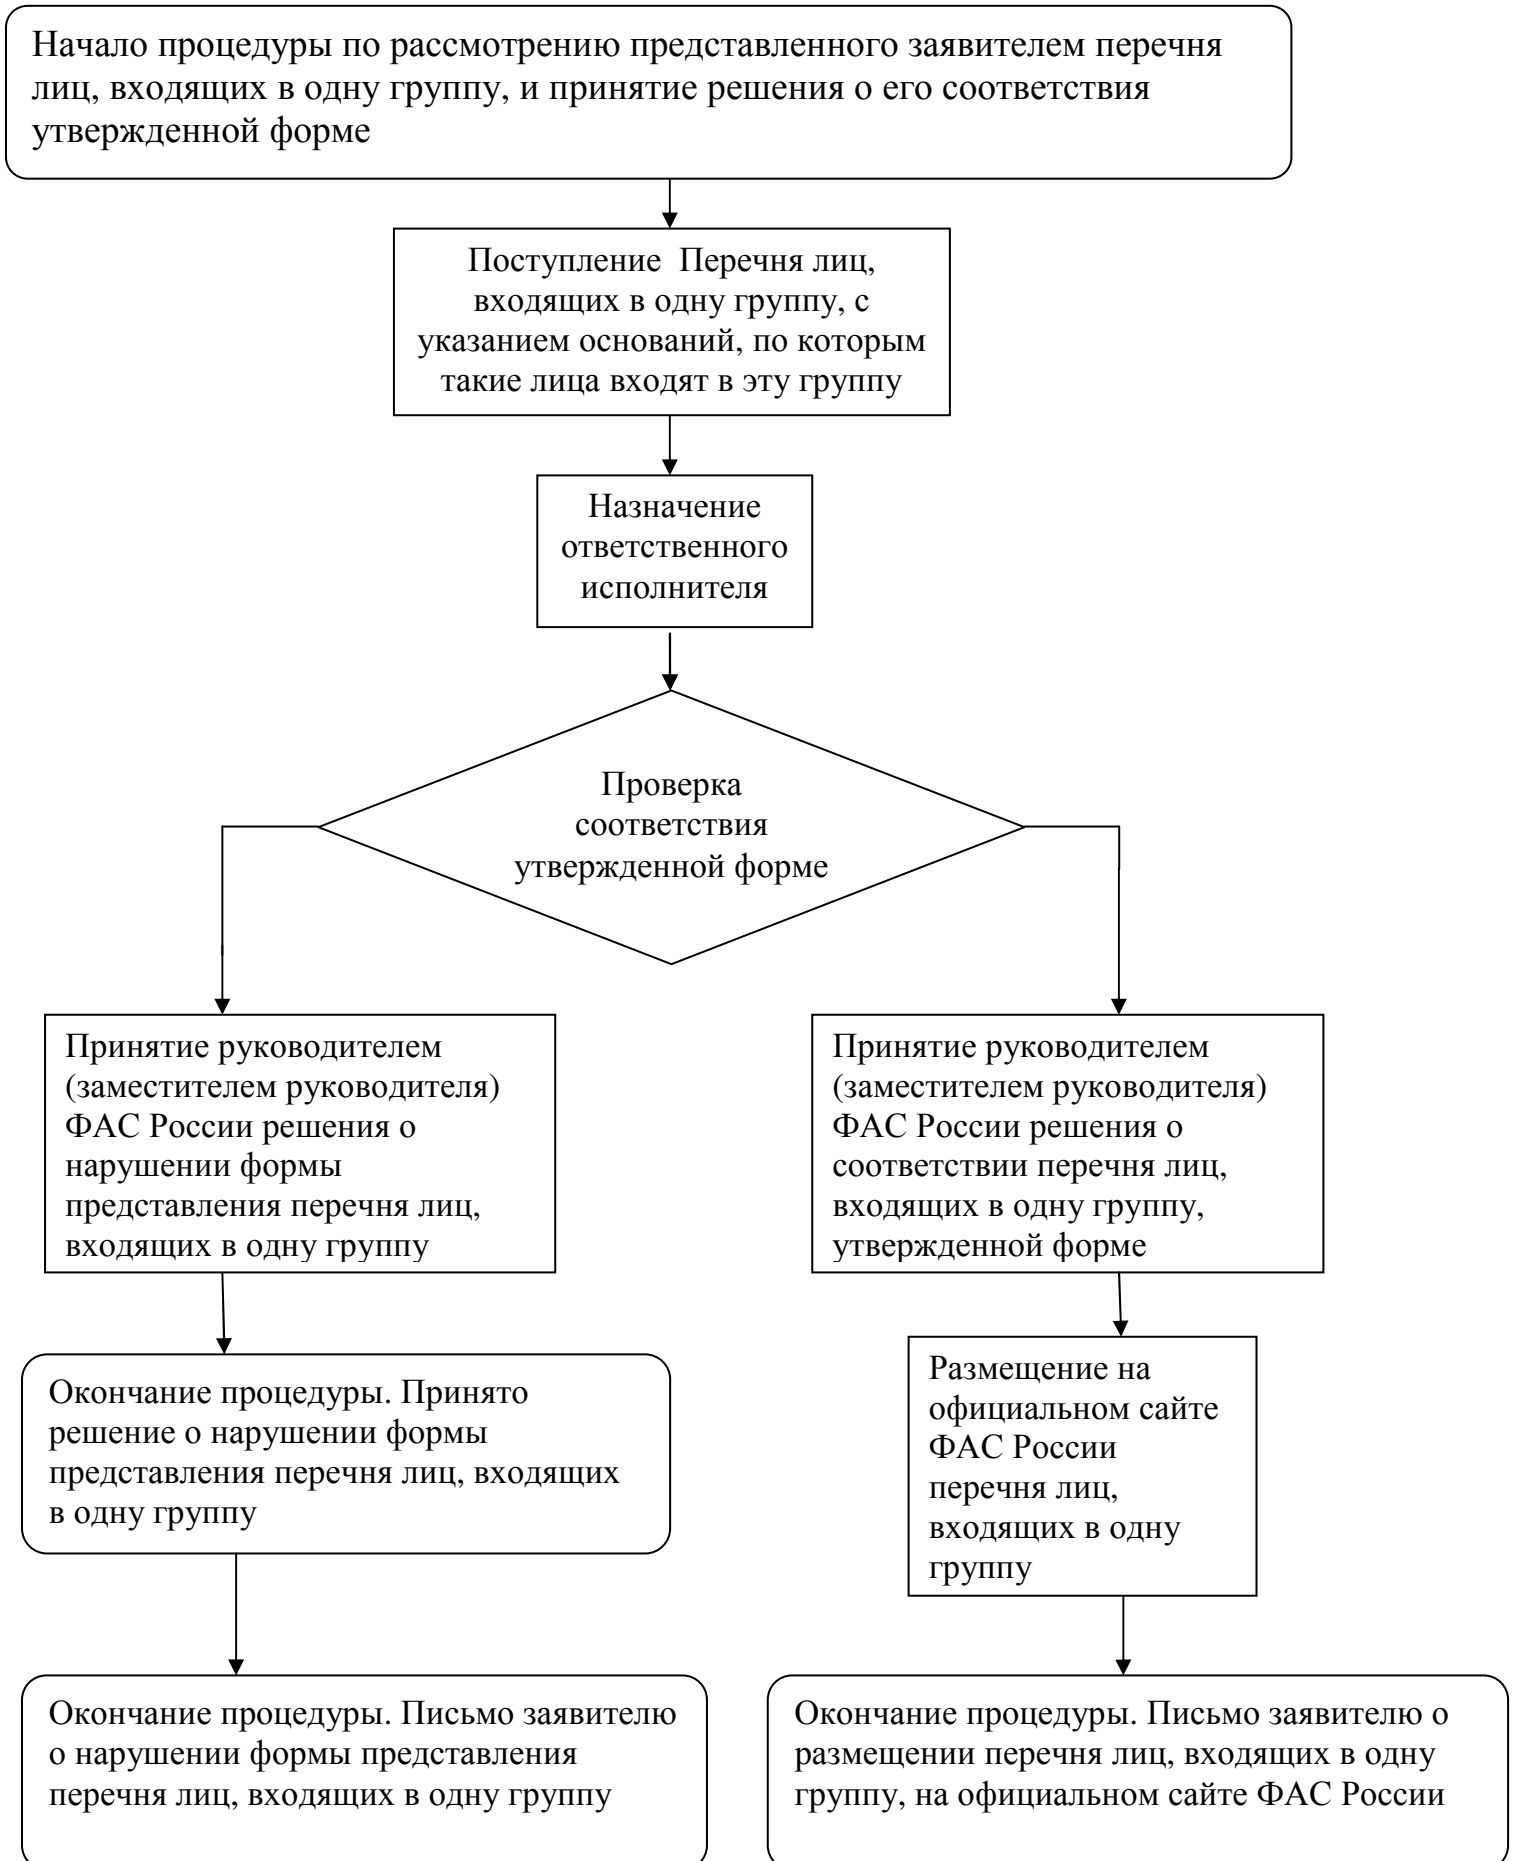 Начало процедуры по рассмотрению представленного заявителем перечня
лиц, входящих в одну группу, и принятие решения о его соответствия
утвержденной форме
Поступление Перечня лиц,
входящих в одну группу, с
указанием оснований, по которым
такие лица входят в эту группу
Назначение
ответственного
исполнителя
Проверка
соответствия
утвержденной форме
Принятие руководителем
(заместителем руководителя)
ФАС России решения о
нарушении формы
представления перечня лиц,
входящих в одну группу
Принятие руководителем
(заместителем руководителя)
ФАС России решения о
соответствии перечня лиц,
входящих в одну группу,
утвержденной форме
Окончание процедуры. Принято
решение о нарушении формы
представления перечня лиц, входящих
в одну группу
Размещение на
официальном сайте
ФАС России
перечня лиц,
входящих в одну
группу
Окончание процедуры. Письмо заявителю
о нарушении формы представления
перечня лиц, входящих в одну группу
Окончание процедуры. Письмо заявителю о
размещении перечня лиц, входящих в одну
группу, на официальном сайте ФАС России